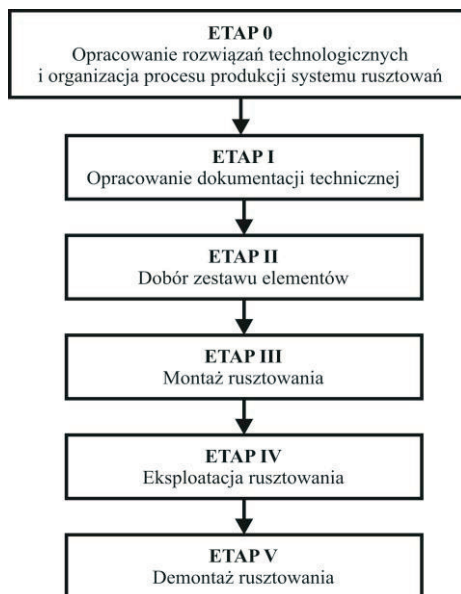 ETAP 0
Opracowanie rozwiązań technologicznych
i organizacja procesu produkcji systemu rusztowań
ETAP I
Opracowanie dokumentacji technicznej
ETAP II
Dobór zestawu elementów
ETAP III
Montaż rusztowania
ETAP IV
Eksploatacja rusztowania
ETAP V
Demontaż rusztowania